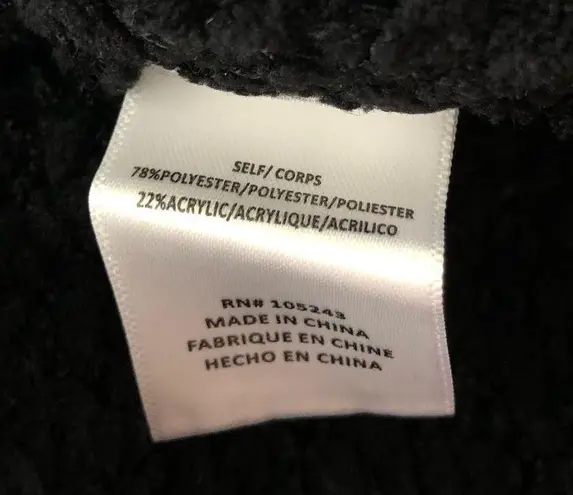 SELF/ CORPS
78%POLYESTER/POLYESTER/POLIESTER
22%ACRYLIC/ACRYLIQUE/ACRILICO
RN# 105243
MADE IN CHINA
FABRIQUE EN CHINE
HECHO EN CHINA